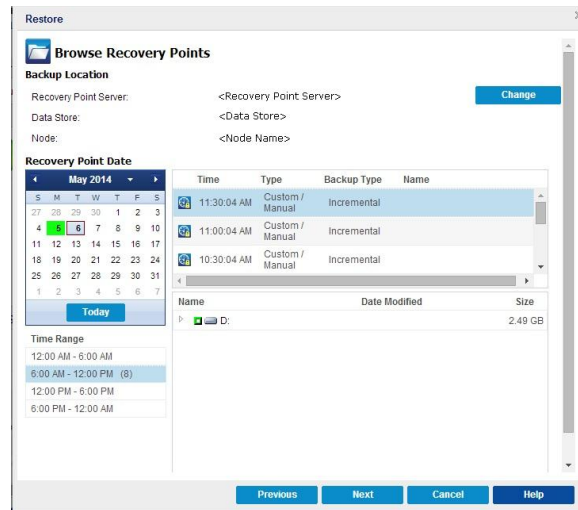 Restore
Browse Recovery Points
Backup Location
Recovery Point Server: <Recovery Point Server> Change
Data Store: <Data Store>
Node: <Node Name>
Recovery Point Date
May 2014
S M T W T F S
27 28 29 30 1 2 3
4 5 6 7 8 9 10
11 12 13 14 15 16 17
18 19 20 21 22 23 24
25 26 27 28 29 30 31
1 2 3 4 5 6 7
Today
Time Range
12:00 AM - 6:00 AM
6:00 AM - 12:00 PM (8)
12:00 PM - 6:00 PM
6:00 PM - 12:00 AM
Time Type Backup Type Name
11:30:04 AM Custom / Manual Incremental
11:00:04 AM Custom / Manual Incremental
10:30:04 AM Custom / Manual Incremental
Name Date Modified Size
D: 2.49 GB
Previous Next Cancel Help